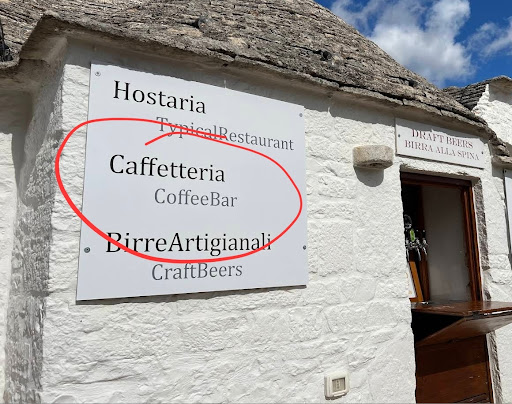 Hostaria
TypicalRestaurant
Caffetteria
CoffeeBar
BirreArtigianali
CraftBeers
DRAFT BEERS
BIRRA ALLA SPINA